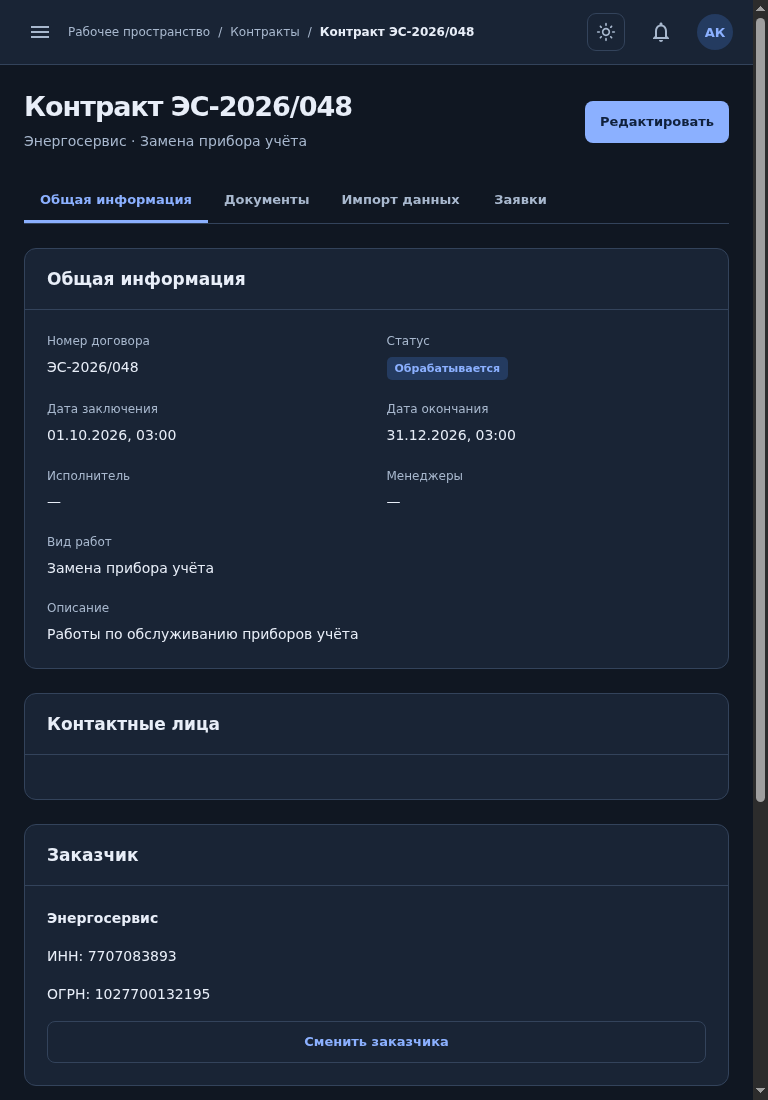 Рабочее пространство / Контракты / Контракт ЭС-2026/048
АК
Контракт ЭС-2026/048
Энергосервис · Замена прибора учёта
Редактировать
Общая информация Документы Импорт данных Заявки
Общая информация
Номер договора
ЭС-2026/048
Статус
Обрабатывается
Дата заключения
01.10.2026, 03:00
Дата окончания
31.12.2026, 03:00
Исполнитель
—
Менеджеры
—
Вид работ
Замена прибора учёта
Описание
Работы по обслуживанию приборов учёта
Контактные лица
Заказчик
Энергосервис
ИНН: 7707083893
ОГРН: 1027700132195
Сменить заказчика